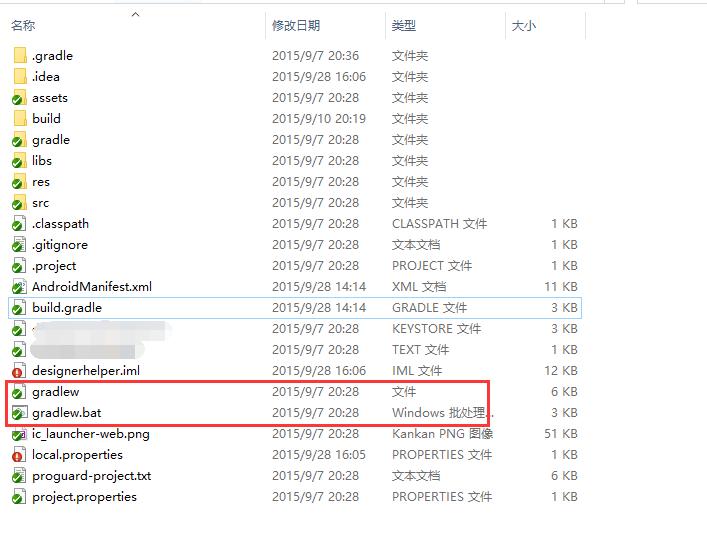 名称 修改日期 类型 大小
.gradle 2015/9/7 20:36 文件夹
.idea 2015/9/28 16:06 文件夹
assets 2015/9/7 20:28 文件夹
build 2015/9/10 20:19 文件夹
gradle 2015/9/7 20:28 文件夹
libs 2015/9/7 20:28 文件夹
res 2015/9/7 20:28 文件夹
src 2015/9/7 20:28 文件夹
.classpath 2015/9/7 20:28 CLASSPATH 文件 1 KB
.gitignore 2015/9/7 20:28 文本文档 1 KB
.project 2015/9/7 20:28 PROJECT 文件 1 KB
AndroidManifest.xml 2015/9/28 14:14 XML 文档 11 KB
build.gradle 2015/9/28 14:14 GRADLE 文件 3 KB
2015/9/7 20:28 KEYSTORE 文件 3 KB
2015/9/7 20:28 TEXT 文件 1 KB
designerhelper.iml 2015/9/28 16:06 IML 文件 12 KB
gradlew 2015/9/7 20:28 文件 6 KB
gradlew.bat 2015/9/7 20:28 Windows 批处理... 3 KB
ic_launcher-web.png 2015/9/7 20:28 Kankan PNG 图像 51 KB
local.properties 2015/9/28 16:05 PROPERTIES 文件 1 KB
proguard-project.txt 2015/9/7 20:28 文本文档 6 KB
project.properties 2015/9/7 20:28 PROPERTIES 文件 1 KB